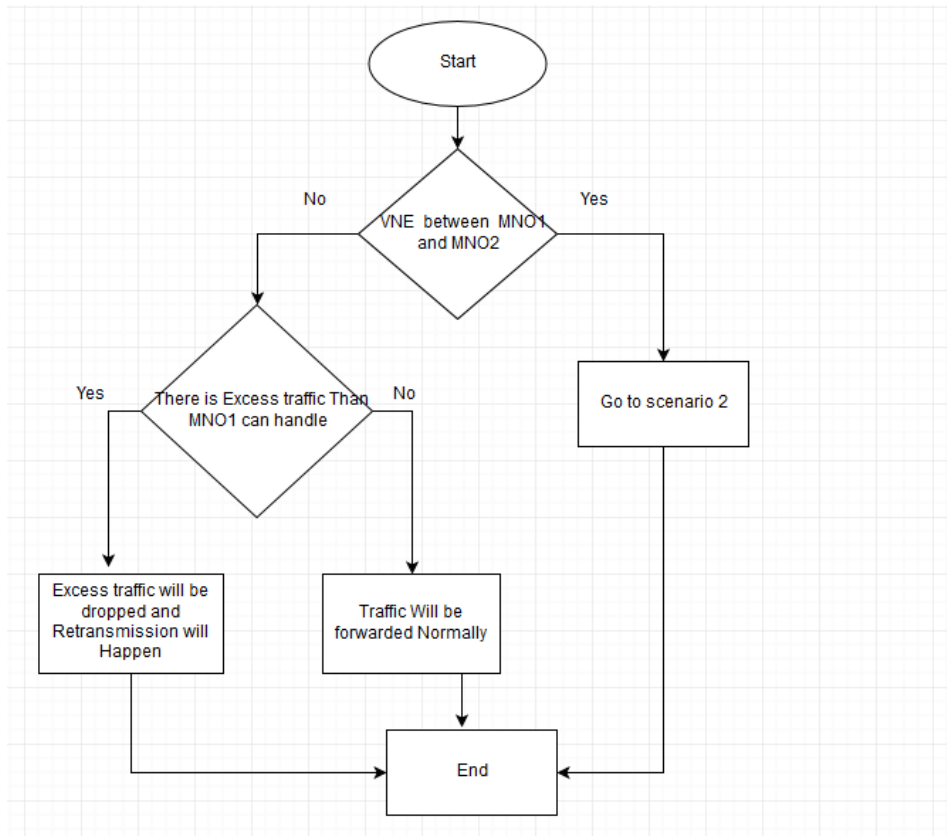 Start
No
Yes
VNE between MNO1
and MNO2
Yes
There is Excess traffic Than
MNO1 can handle
No
Go to scenario 2
Excess traffic will be
dropped and
Retransmission will
Happen
Traffic Will be
forwarded Normally
End